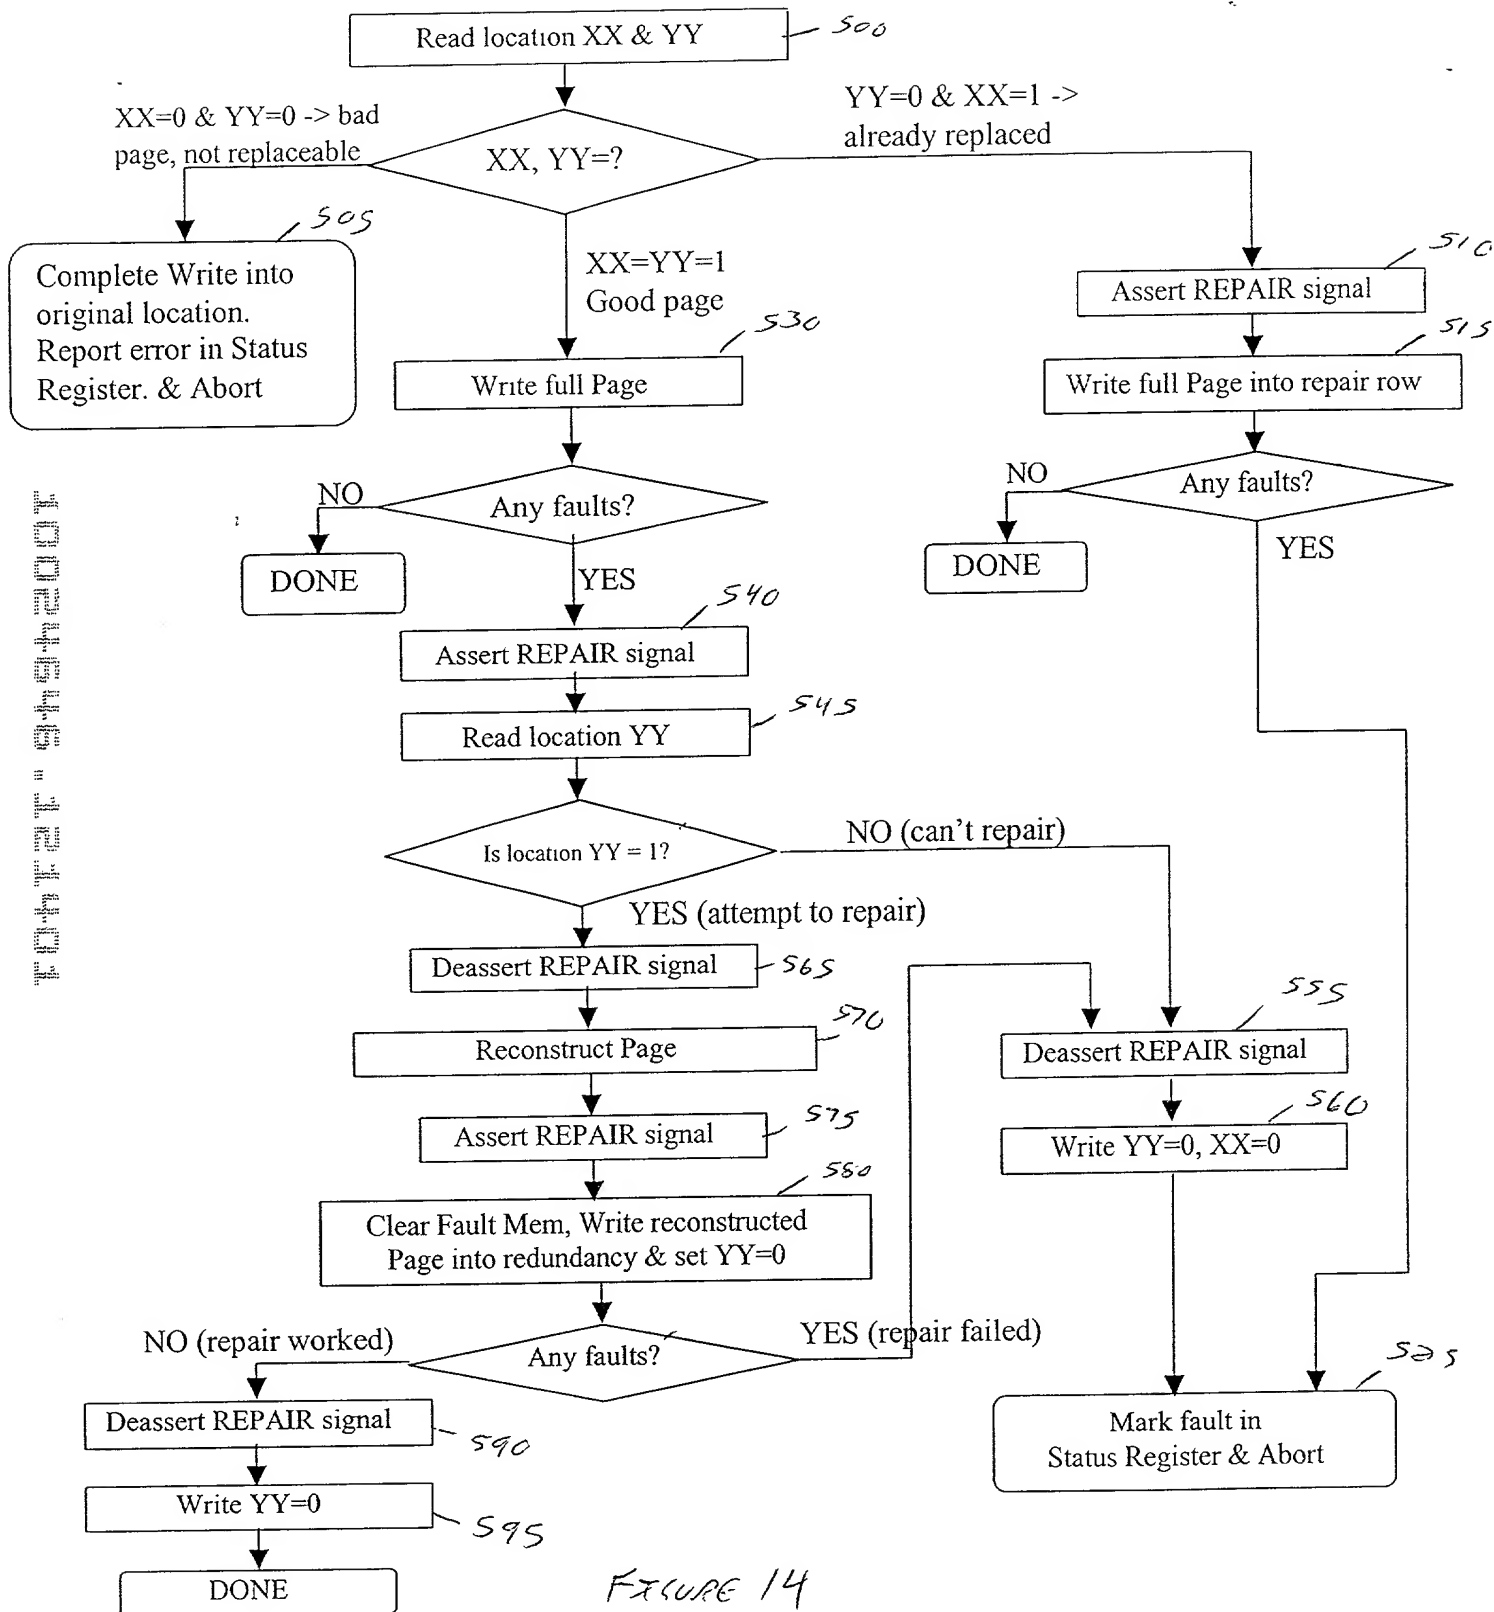 Read location XX & YY
500
XX=0 & YY=0 -> bad
page, not replaceable
YY=0 & XX=1 ->
already replaced
XX, YY=?
505
Complete Write into
original location.
Report error in Status
Register. & Abort
XX=YY=1
Good page
510
Assert REPAIR signal
515
Write full Page into repair row
530
Write full Page
Any faults?
NO
DONE
YES
Any faults?
NO
DONE
YES
540
Assert REPAIR signal
545
Read location YY
Is location YY = 1?
NO (can't repair)
YES (attempt to repair)
Deassert REPAIR signal
565
570
Reconstruct Page
575
Assert REPAIR signal
580
Clear Fault Mem, Write reconstructed
Page into redundancy & set YY=0
Any faults?
NO (repair worked)
YES (repair failed)
555
Deassert REPAIR signal
560
Write YY=0, XX=0
525
Mark fault in
Status Register & Abort
Deassert REPAIR signal
590
Write YY=0
595
DONE
FIGURE 14
10024646.121401